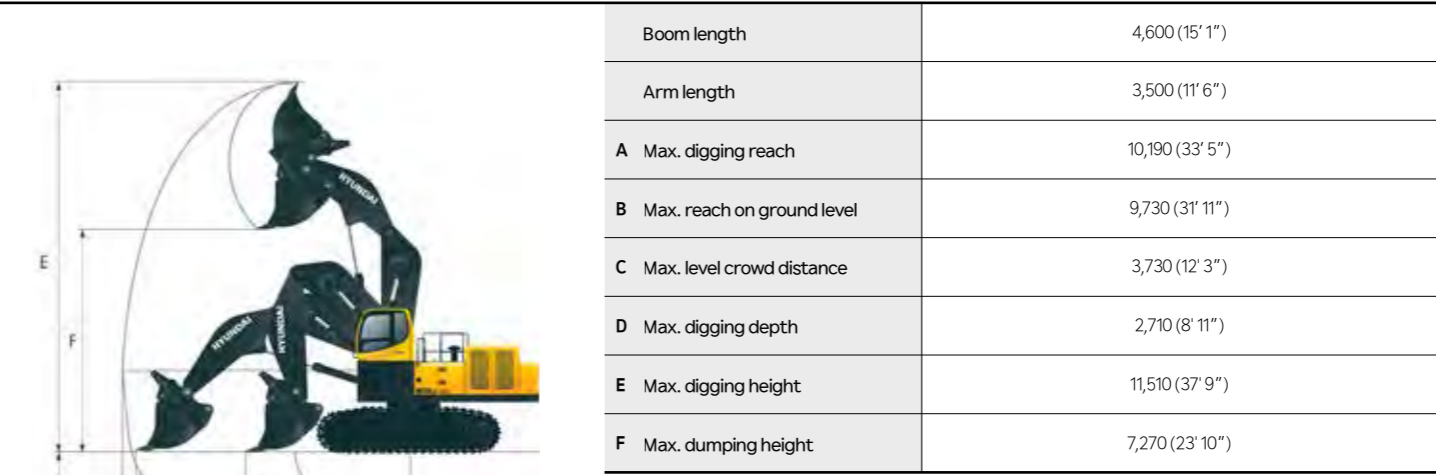 Boom length 4,600 (15' 1")
Arm length 3,500 (11' 6")
A Max. digging reach 10,190 (33' 5")
B Max. reach on ground level 9,730 (31' 11")
C Max. level crowd distance 3,730 (12' 3")
D Max. digging depth 2,710 (8' 11")
E Max. digging height 11,510 (37' 9")
F Max. dumping height 7,270 (23' 10")
E
F
HYUNDAI
HYUNDAI
HYUNDAI